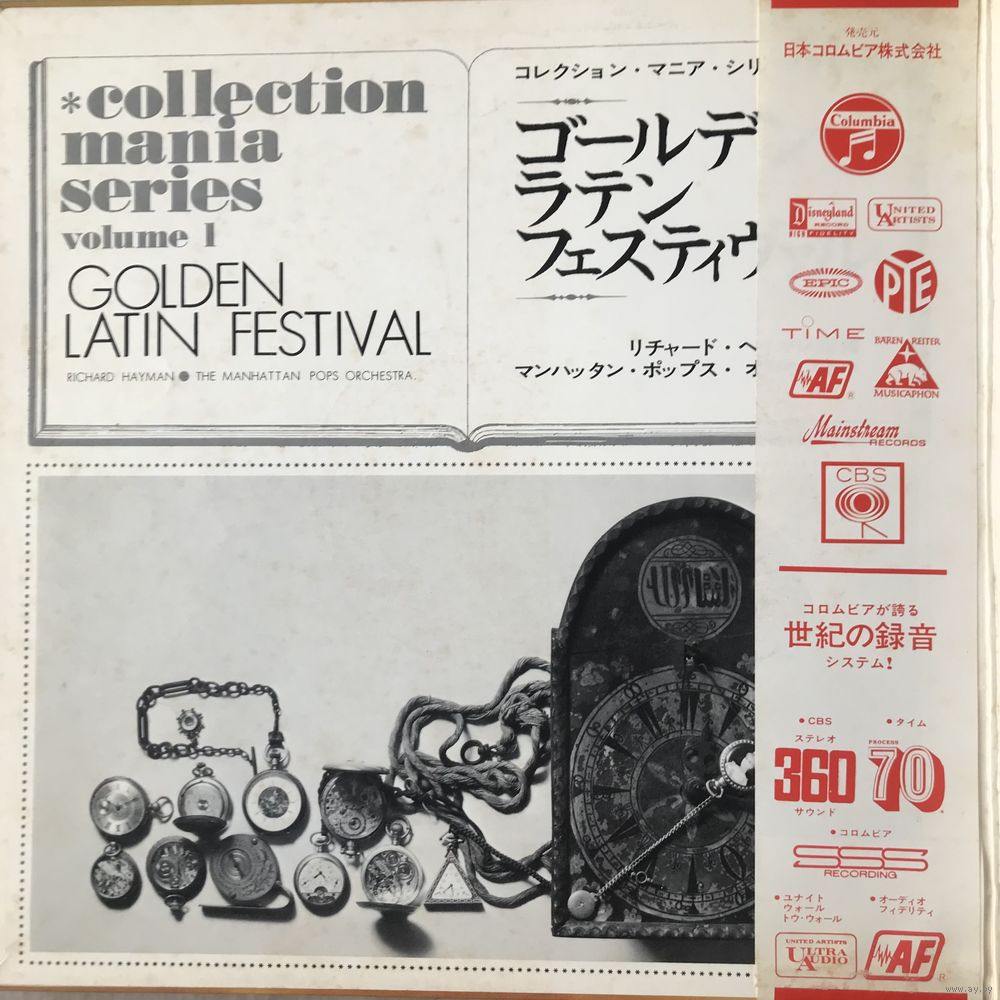 *collection
mania
series
volume 1
GOLDEN
LATIN FESTIVAL
RICHARD HAYMAN ● THE MANHATTAN POPS ORCHESTRA.
コレクション・マニア・シリ
ゴールデ
ラテン
フェスティヴ
リチャード・ヘ
マンハッタン・ポップス・オ
発売元
日本コロムビア株式会社
Columbia
Disneyland
RECORD
HIGH FIDELITY
UNITED
ARTISTS
EPIC
PYE
TIME
BÄREN REITER
MUSICAPHON
AF
®
Mainstream
RECORDS
CBS
コロムビアが誇る
世紀の録音
システム!
• CBS
ステレオ
360
サウンド
• タイム
PROCESS
70
• コロムビア
SSS
RECORDING
• ユナイト
ウォール
トゥ・ウォール
• オーディオ
フィデリティ
UNITED ARTISTS
ULTRA
AUDIO
AF
®
www.ay.by